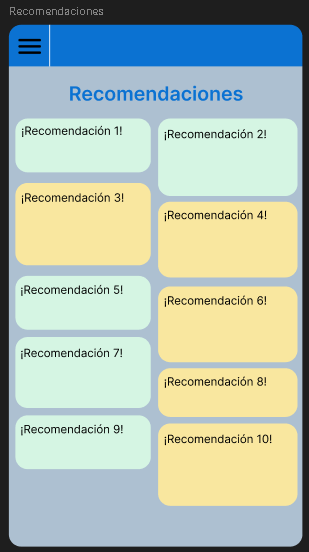 Recomendaciones
Recomendaciones
¡Recomendación 1!
¡Recomendación 2!
¡Recomendación 3!
¡Recomendación 4!
¡Recomendación 5!
¡Recomendación 6!
¡Recomendación 7!
¡Recomendación 8!
¡Recomendación 9!
¡Recomendación 10!